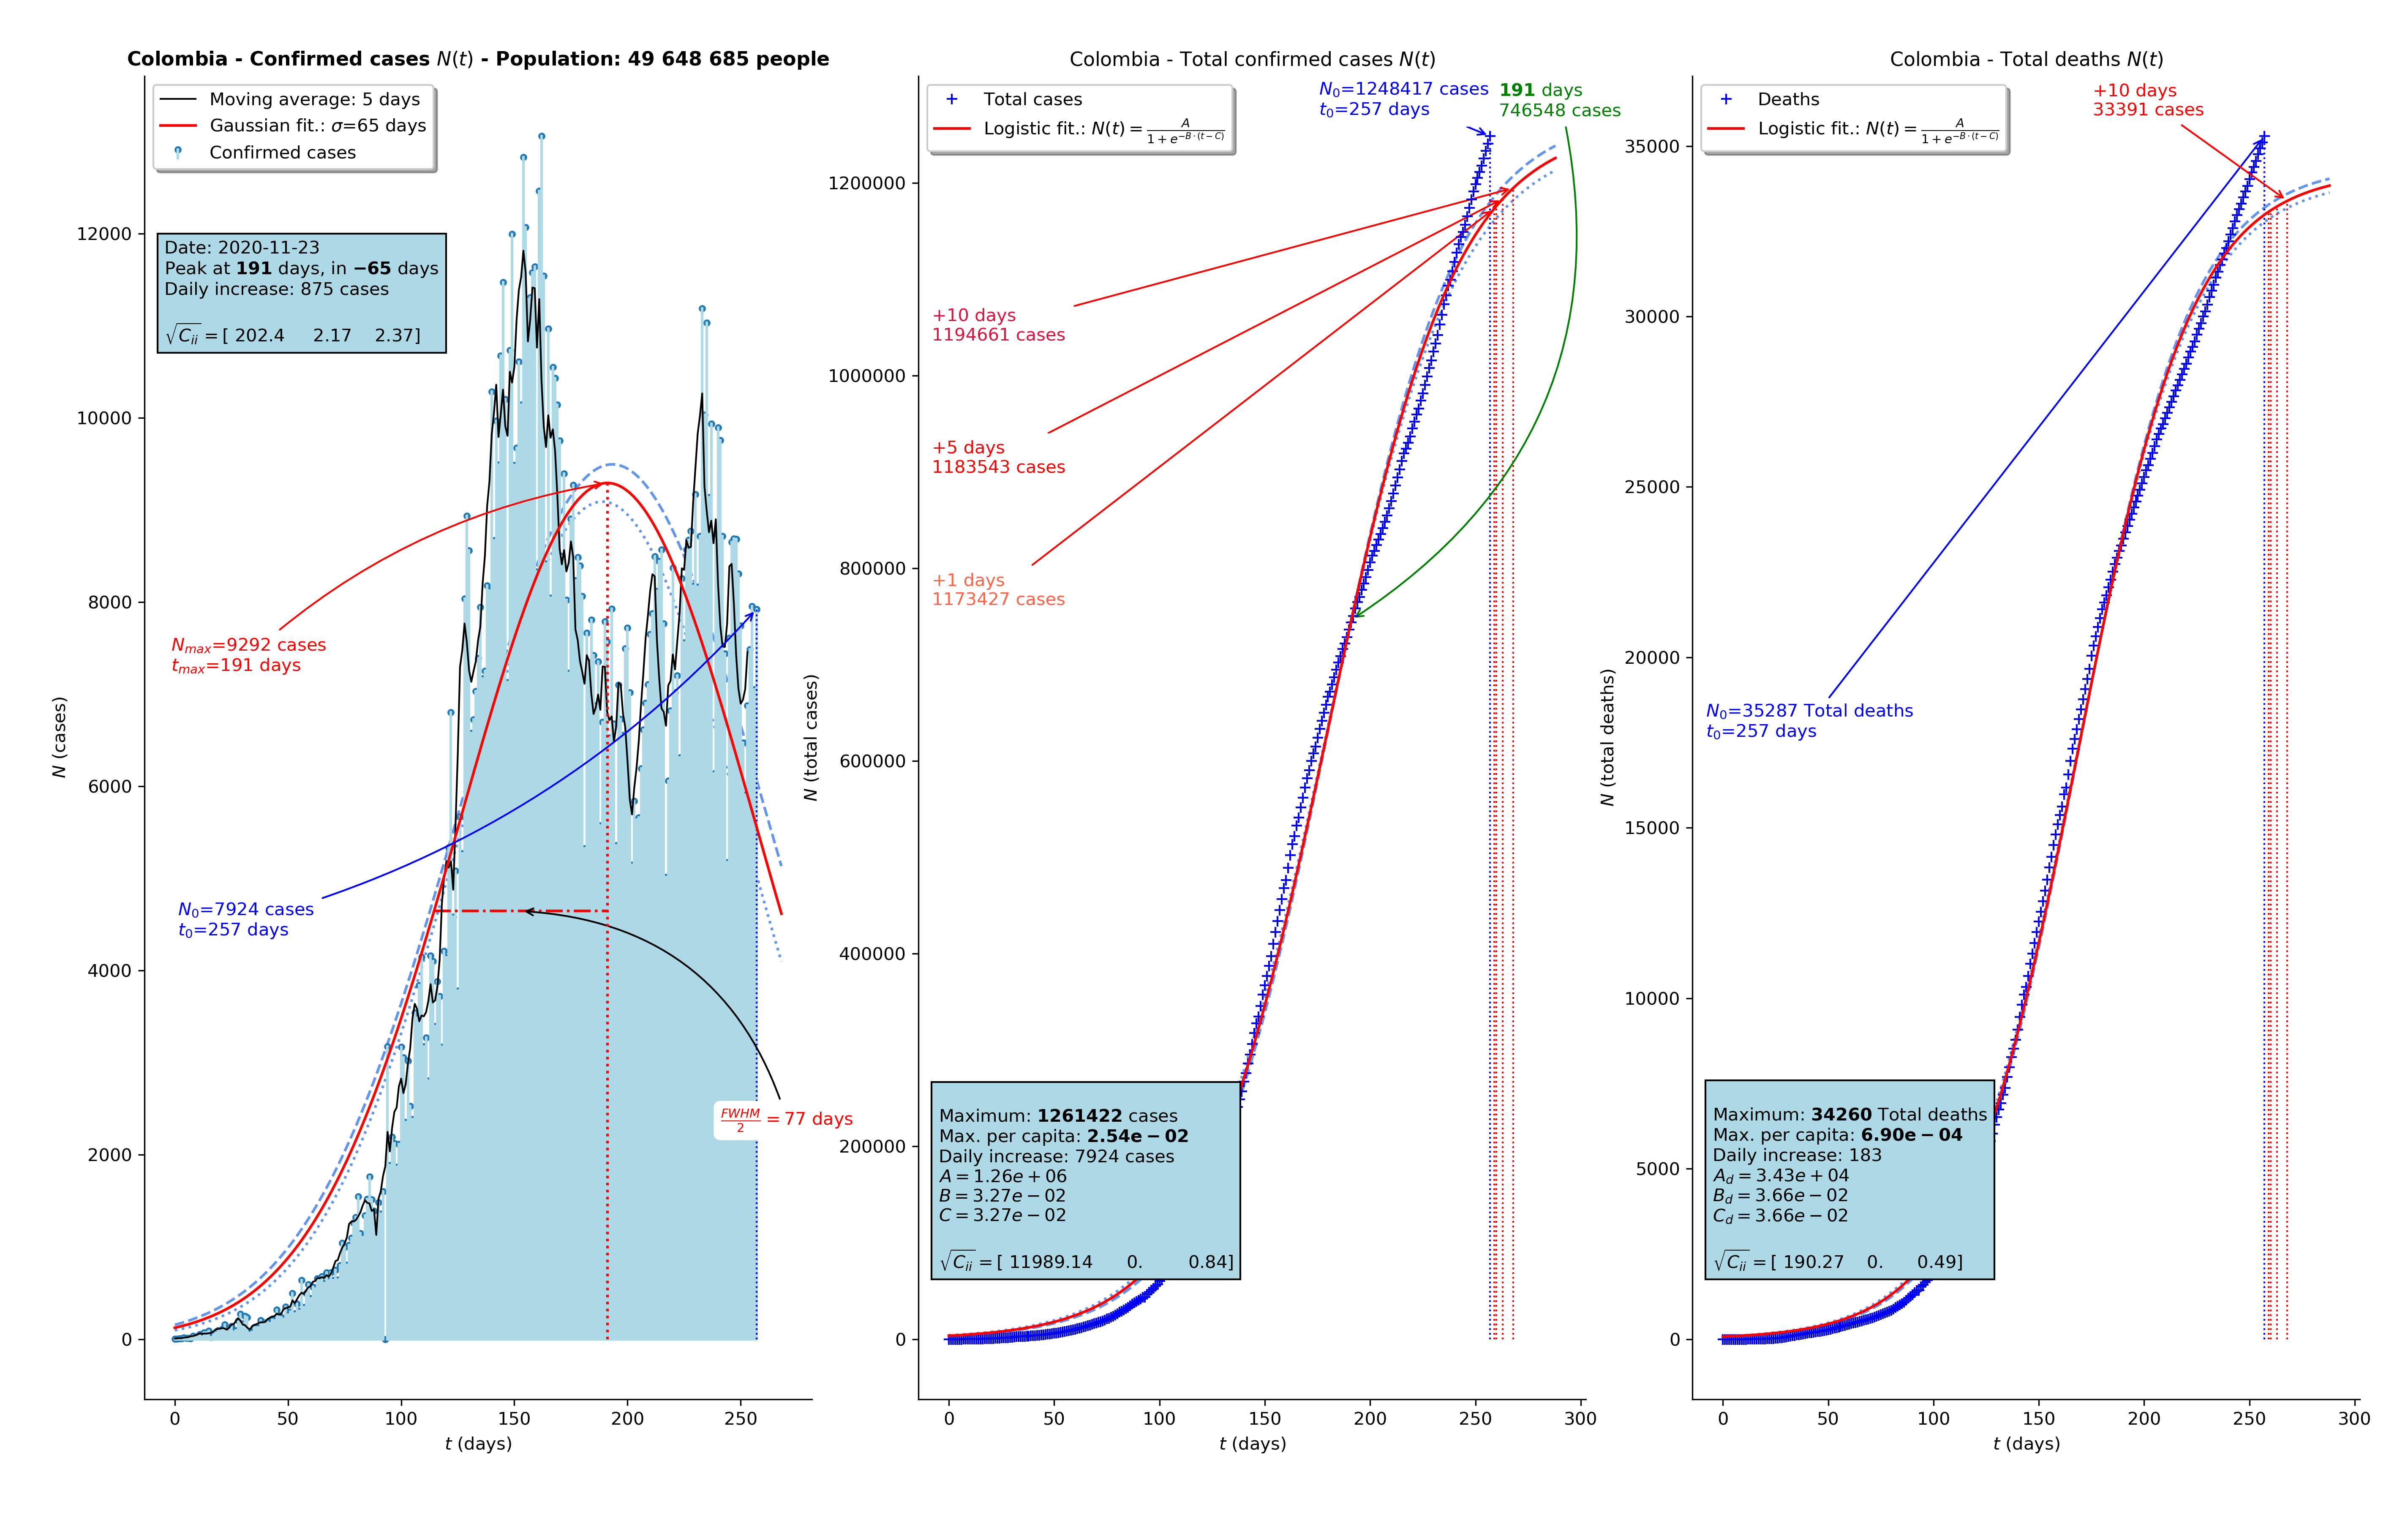 Colombia - Confirmed cases N(t) - Population: 49 648 685 people
Moving average: 5 days
Gaussian fit.: σ=65 days
Confirmed cases
Date: 2020-11-23
Peak at 191 days, in −65 days
Daily increase: 875 cases
√C_ii = [ 202.4 2.17 2.37]
N_max=9292 cases
t_max=191 days
N_0=7924 cases
t_0=257 days
FWHM/2 = 77 days
N (cases)
12000
10000
8000
6000
4000
2000
0
0 50 100 150 200 250
t (days)
Colombia - Total confirmed cases N(t)
Total cases
Logistic fit.: N(t) = A/(1 + e^{−B·(t−C)})
N_0=1248417 cases
t_0=257 days
191 days
746548 cases
+10 days
1194661 cases
+5 days
1183543 cases
+1 days
1173427 cases
Maximum: 1261422 cases
Max. per capita: 2.54e − 02
Daily increase: 7924 cases
A = 1.26e + 06
B = 3.27e − 02
C = 3.27e − 02
√C_ii = [ 11989.14 0. 0.84]
N (total cases)
1200000
1000000
800000
600000
400000
200000
0
0 50 100 150 200 250 300
t (days)
Colombia - Total deaths N(t)
Deaths
Logistic fit.: N(t) = A/(1 + e^{−B·(t−C)})
+10 days
33391 cases
N_0=35287 Total deaths
t_0=257 days
Maximum: 34260 Total deaths
Max. per capita: 6.90e − 04
Daily increase: 183
A_d = 3.43e + 04
B_d = 3.66e − 02
C_d = 3.66e − 02
√C_ii = [ 190.27 0. 0.49]
N (total deaths)
35000
30000
25000
20000
15000
10000
5000
0
0 50 100 150 200 250 300
t (days)